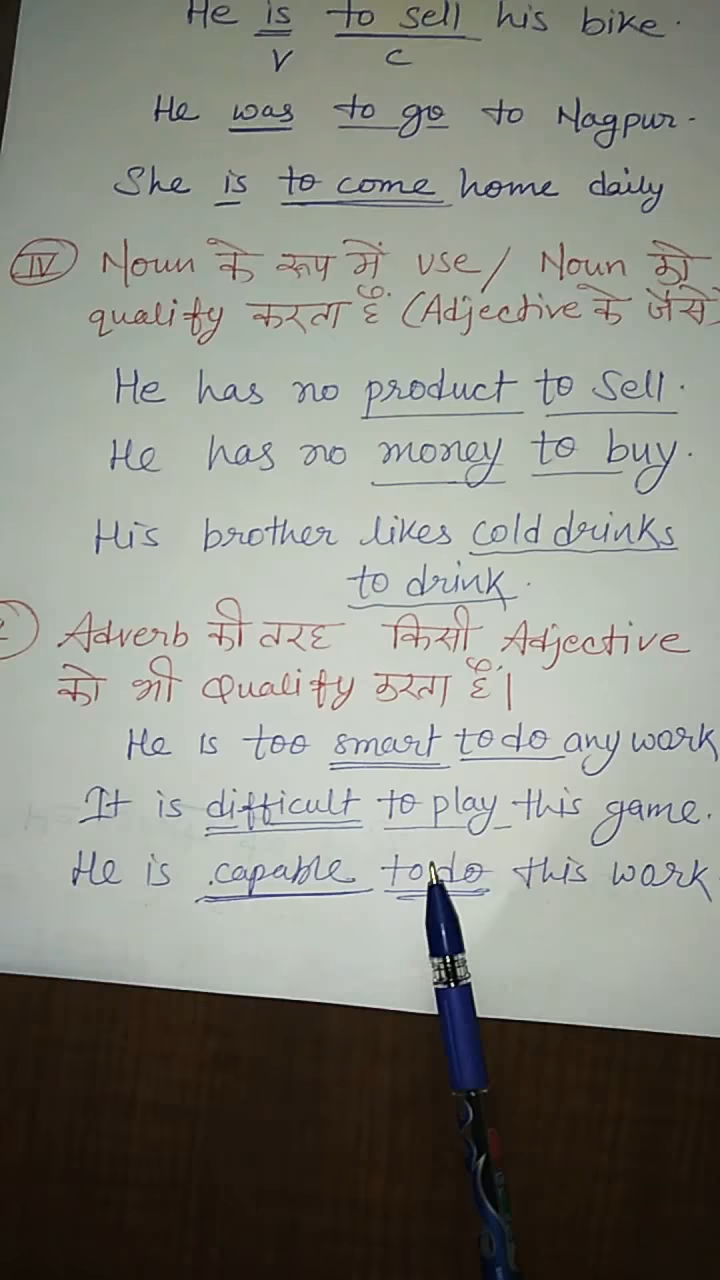 He is to sell his bike.
V C
He was to go to Nagpur.
She is to come home daily
IV Noun के रूप में use / Noun को
qualify करता है. (Adjective के जैसे
He has no product to sell.
He has no money to buy.
His brother likes cold drinks
to drink.
Adverb की तरह किसी Adjective
को भी Qualify करता है।
He is too smart to do any work
It is difficult to play this game.
He is capable to do this work